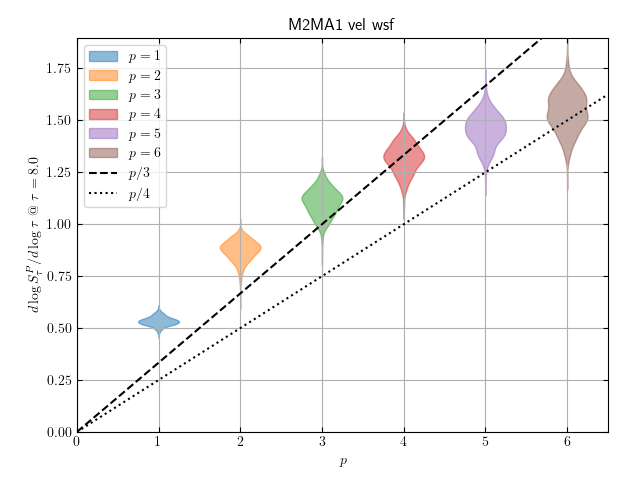 M2MA1 vel wsf
d log S_τ^P / d log τ @ τ = 8.0
1.75
1.50
1.25
1.00
0.75
0.50
0.25
0.00
p = 1
p = 2
p = 3
p = 4
p = 5
p = 6
p/3
p/4
0 1 2 3 4 5 6
p